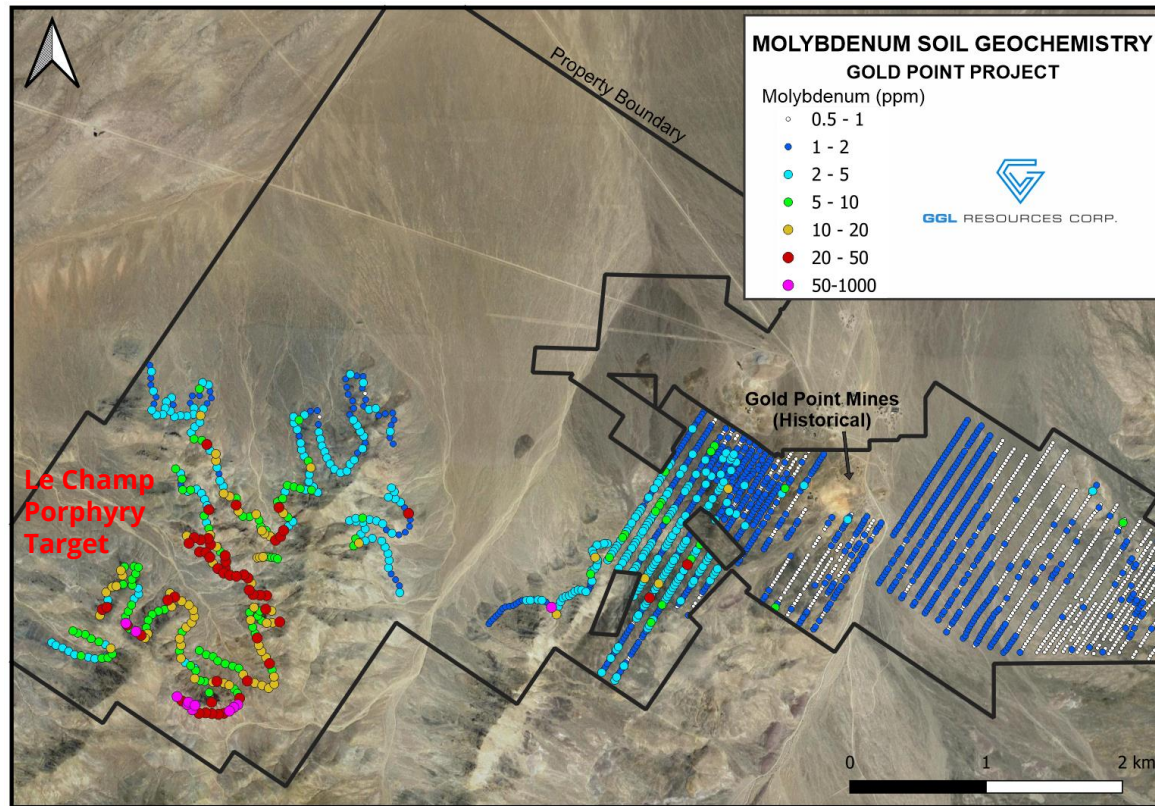 MOLYBDENUM SOIL GEOCHEMISTRY
GOLD POINT PROJECT
Molybdenum (ppm)
0.5 - 1
1 - 2
2 - 5
5 - 10
10 - 20
20 - 50
50-1000
GGL RESOURCES CORP.
Property Boundary
Gold Point Mines
(Historical)
Le Champ
Porphyry
Target
0 1 2 km